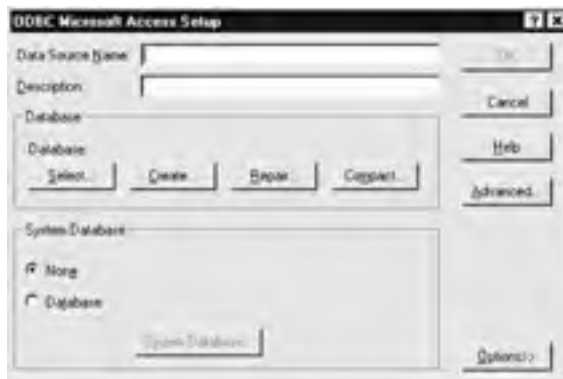 ODBC Microsoft Access Setup
Data Source Name:
OK
Description:
Cancel
Database
Database:
Help
Select...
Create...
Repair...
Compact...
Advanced...
System Database
None
Database
System Database...
Options>>